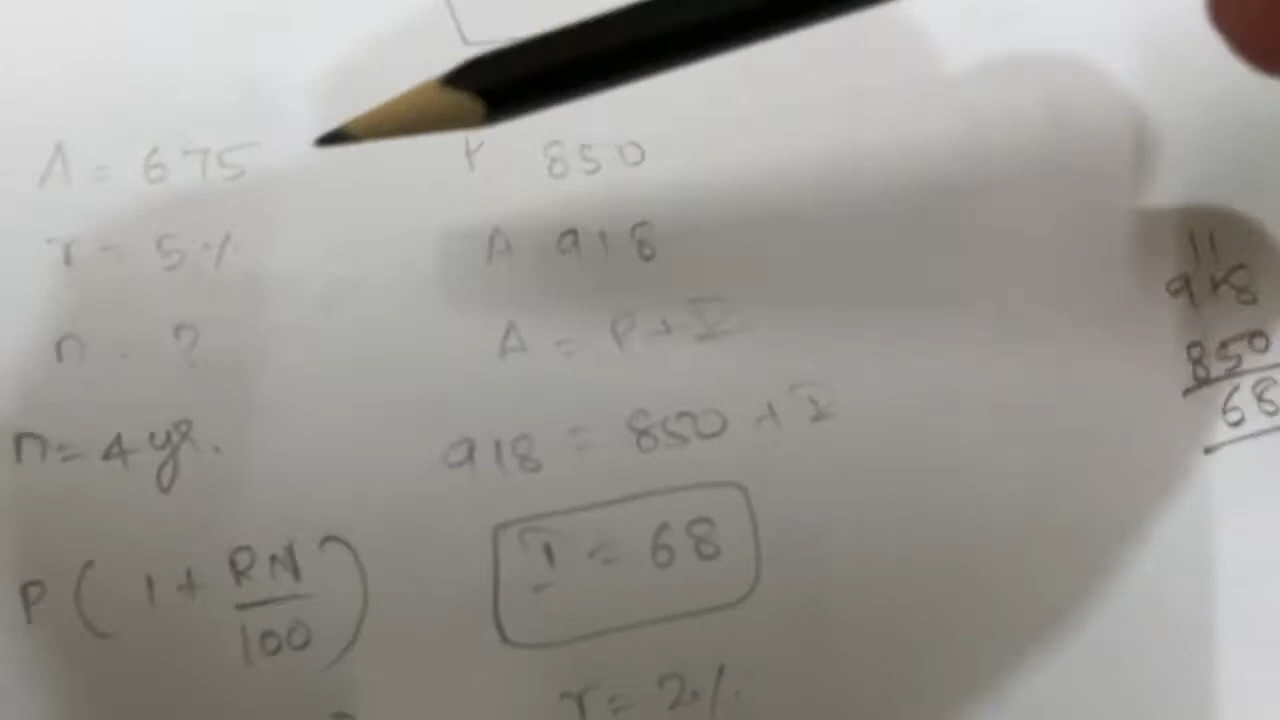 A = 675
r = 5%
n = ?
n = 4 yr.
P ( 1 + RN/100 )
P 850
A 918
A = P + I
918 = 850 + I
I = 68
r = 2%
918
850
68